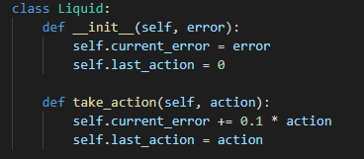 class Liquid:
    def __init__(self, error):
        self.current_error = error
        self.last_action = 0

    def take_action(self, action):
        self.current_error += 0.1 * action
        self.last_action = action